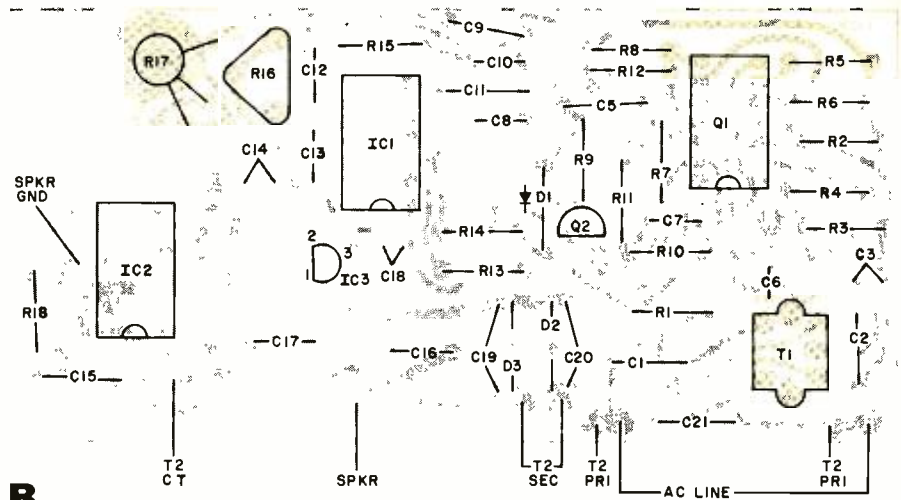 R17
R16
C12
R15
C9
C10
C11
C8
R8
R12
C5
R5
R6
R2
R4
R3
Q1
C14
C13
IC1
R9
R7
D1
R11
Q2
C7
R10
SPKR
GND
IC2
2
1
3
IC3
C18
R14
R13
C3
C6
R18
C17
C16
C15
C19
D3
D2
C20
R1
C1
T1
C2
C21
T2
CT
SPKR
T2
SEC
T2
PRI
AC LINE
T2
PRI
B